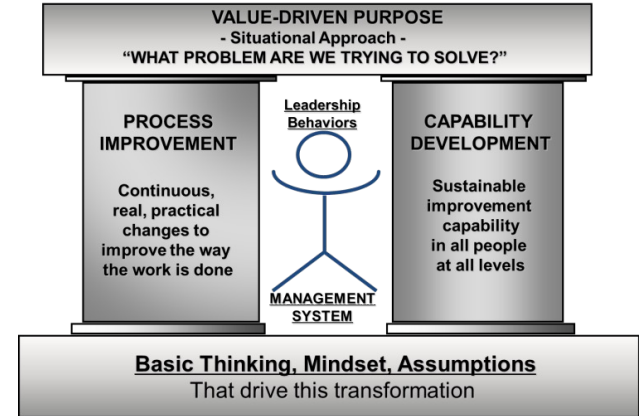 VALUE-DRIVEN PURPOSE
- Situational Approach -
“WHAT PROBLEM ARE WE TRYING TO SOLVE?”
PROCESS
IMPROVEMENT
Continuous,
real, practical
changes to
improve the way
the work is done
Leadership
Behaviors
MANAGEMENT
SYSTEM
CAPABILITY
DEVELOPMENT
Sustainable
improvement
capability
in all people
at all levels
Basic Thinking, Mindset, Assumptions
That drive this transformation